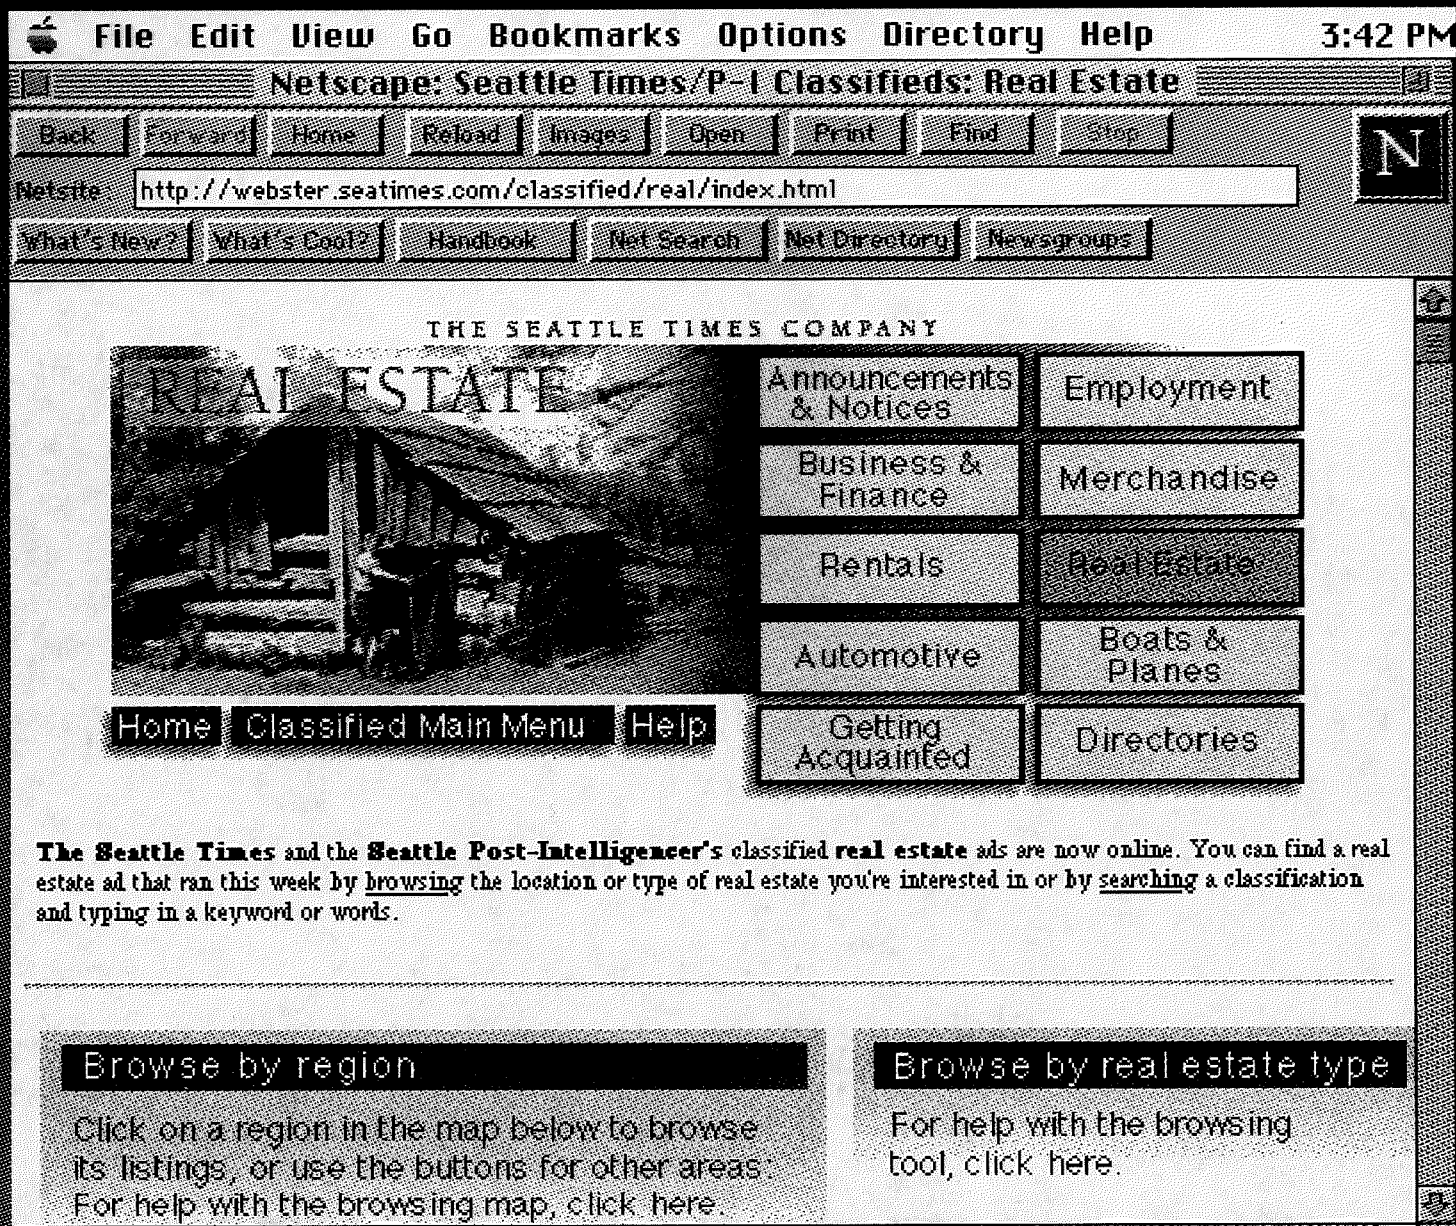 File Edit View Go Bookmarks Options Directory Help 3:42 PM
Netscape: Seattle Times/P-I Classifieds: Real Estate
Back Forward Home Reload Images Open Print Find Stop
N
Netsite: http://webster.seatimes.com/classified/real/index.html
What's New? What's Cool? Handbook Net Search Net Directory Newsgroups
THE SEATTLE TIMES COMPANY
REAL ESTATE
Announcements
& Notices
Employment
Business &
Finance
Merchandise
Rentals
Real Estate
Automotive
Boats &
Planes
Getting
Acquainted
Directories
Home Classified Main Menu Help
The Seattle Times and the Seattle Post-Intelligencer's classified real estate ads are now online. You can find a real
estate ad that ran this week by browsing the location or type of real estate you're interested in or by searching a classification
and typing in a keyword or words.
Browse by region
Click on a region in the map below to browse
its listings, or use the buttons for other areas.
For help with the browsing map, click here.
Browse by real estate type
For help with the browsing
tool, click here.